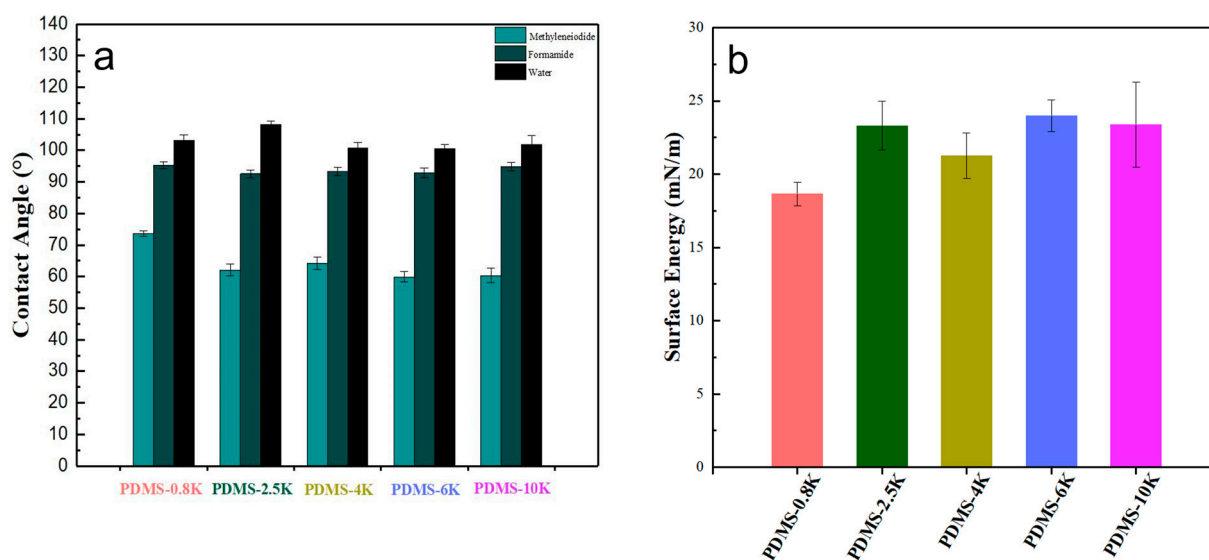 a
Methyleneiodide
Formamide
Water
Contact Angle (°)
140
130
120
110
100
90
80
70
60
50
40
30
20
10
0
PDMS-0.8K PDMS-2.5K PDMS-4K PDMS-6K PDMS-10K
b
Surface Energy (mN/m)
30
25
20
15
10
5
0
PDMS-0.8K
PDMS-2.5K
PDMS-4K
PDMS-6K
PDMS-10K